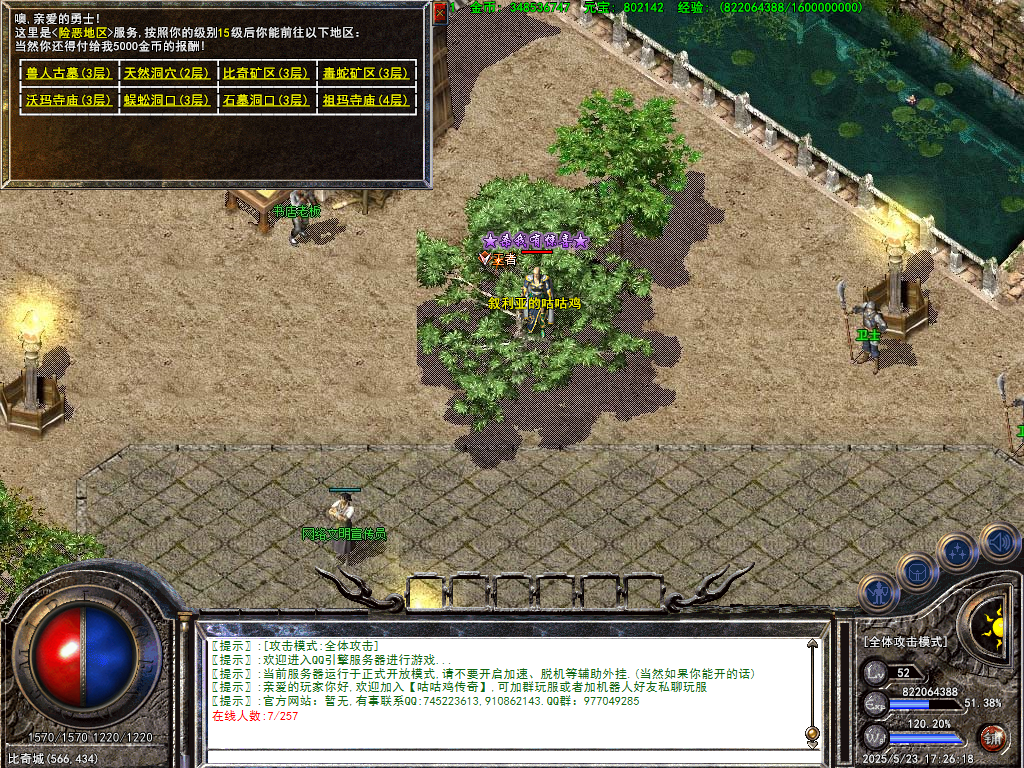 噢,亲爱的勇士!
这里是<险恶地区>服务,按照你的级别15级后你能前往以下地区:
当然你还得付给我5000金币的报酬!
兽人古墓(3层) 天然洞穴(2层) 比奇矿区(3层) 毒蛇矿区(3层)
沃玛寺庙(3层) 蜈蚣洞口(3层) 石墓洞口(3层) 祖玛寺庙(4层)
金币: 348536747 元宝: 802142 经验: (822064388/1600000000)
书店老板
王者
叙利亚的咕咕鸡
卫士
网络文明宣传员
〖提示〗:[攻击模式:全体攻击]
〖提示〗:欢迎进入QQ引擎服务器进行游戏...
〖提示〗:当前服务器运行于正式开放模式,请不要开启加速、脱机等辅助外挂.(当然如果你能开的话)
〖提示〗:亲爱的玩家你好,欢迎加入【咕咕鸡传奇】,可加群玩服或者加机器人好友私聊玩服
〖提示〗:官方网站: 暂无,有事联系QQ:745223613,910862143,QQ群: 977049285
在线人数:7/257
[全体攻击模式]
Lv 52
822064388
Exp 51.38%
120.20%
W
1570/1570 1220/1220
比奇城(566,434)
2025/5/23 17:26:18